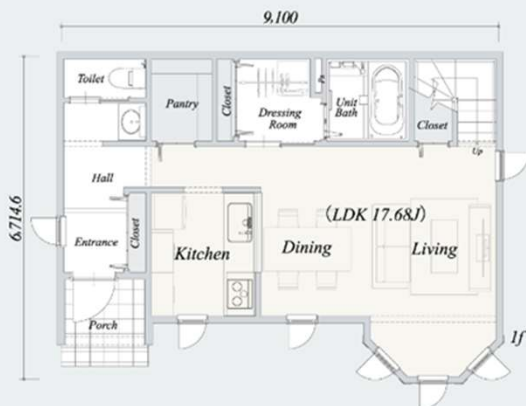 9,100
6,714.6
Toilet
Pantry
Closet
Dressing
Room
Ps
Unit
Bath
Closet
Up
Hall
Entrance
Closet
Kitchen
Dining
(LDK 17.68J)
Living
Porch
1f